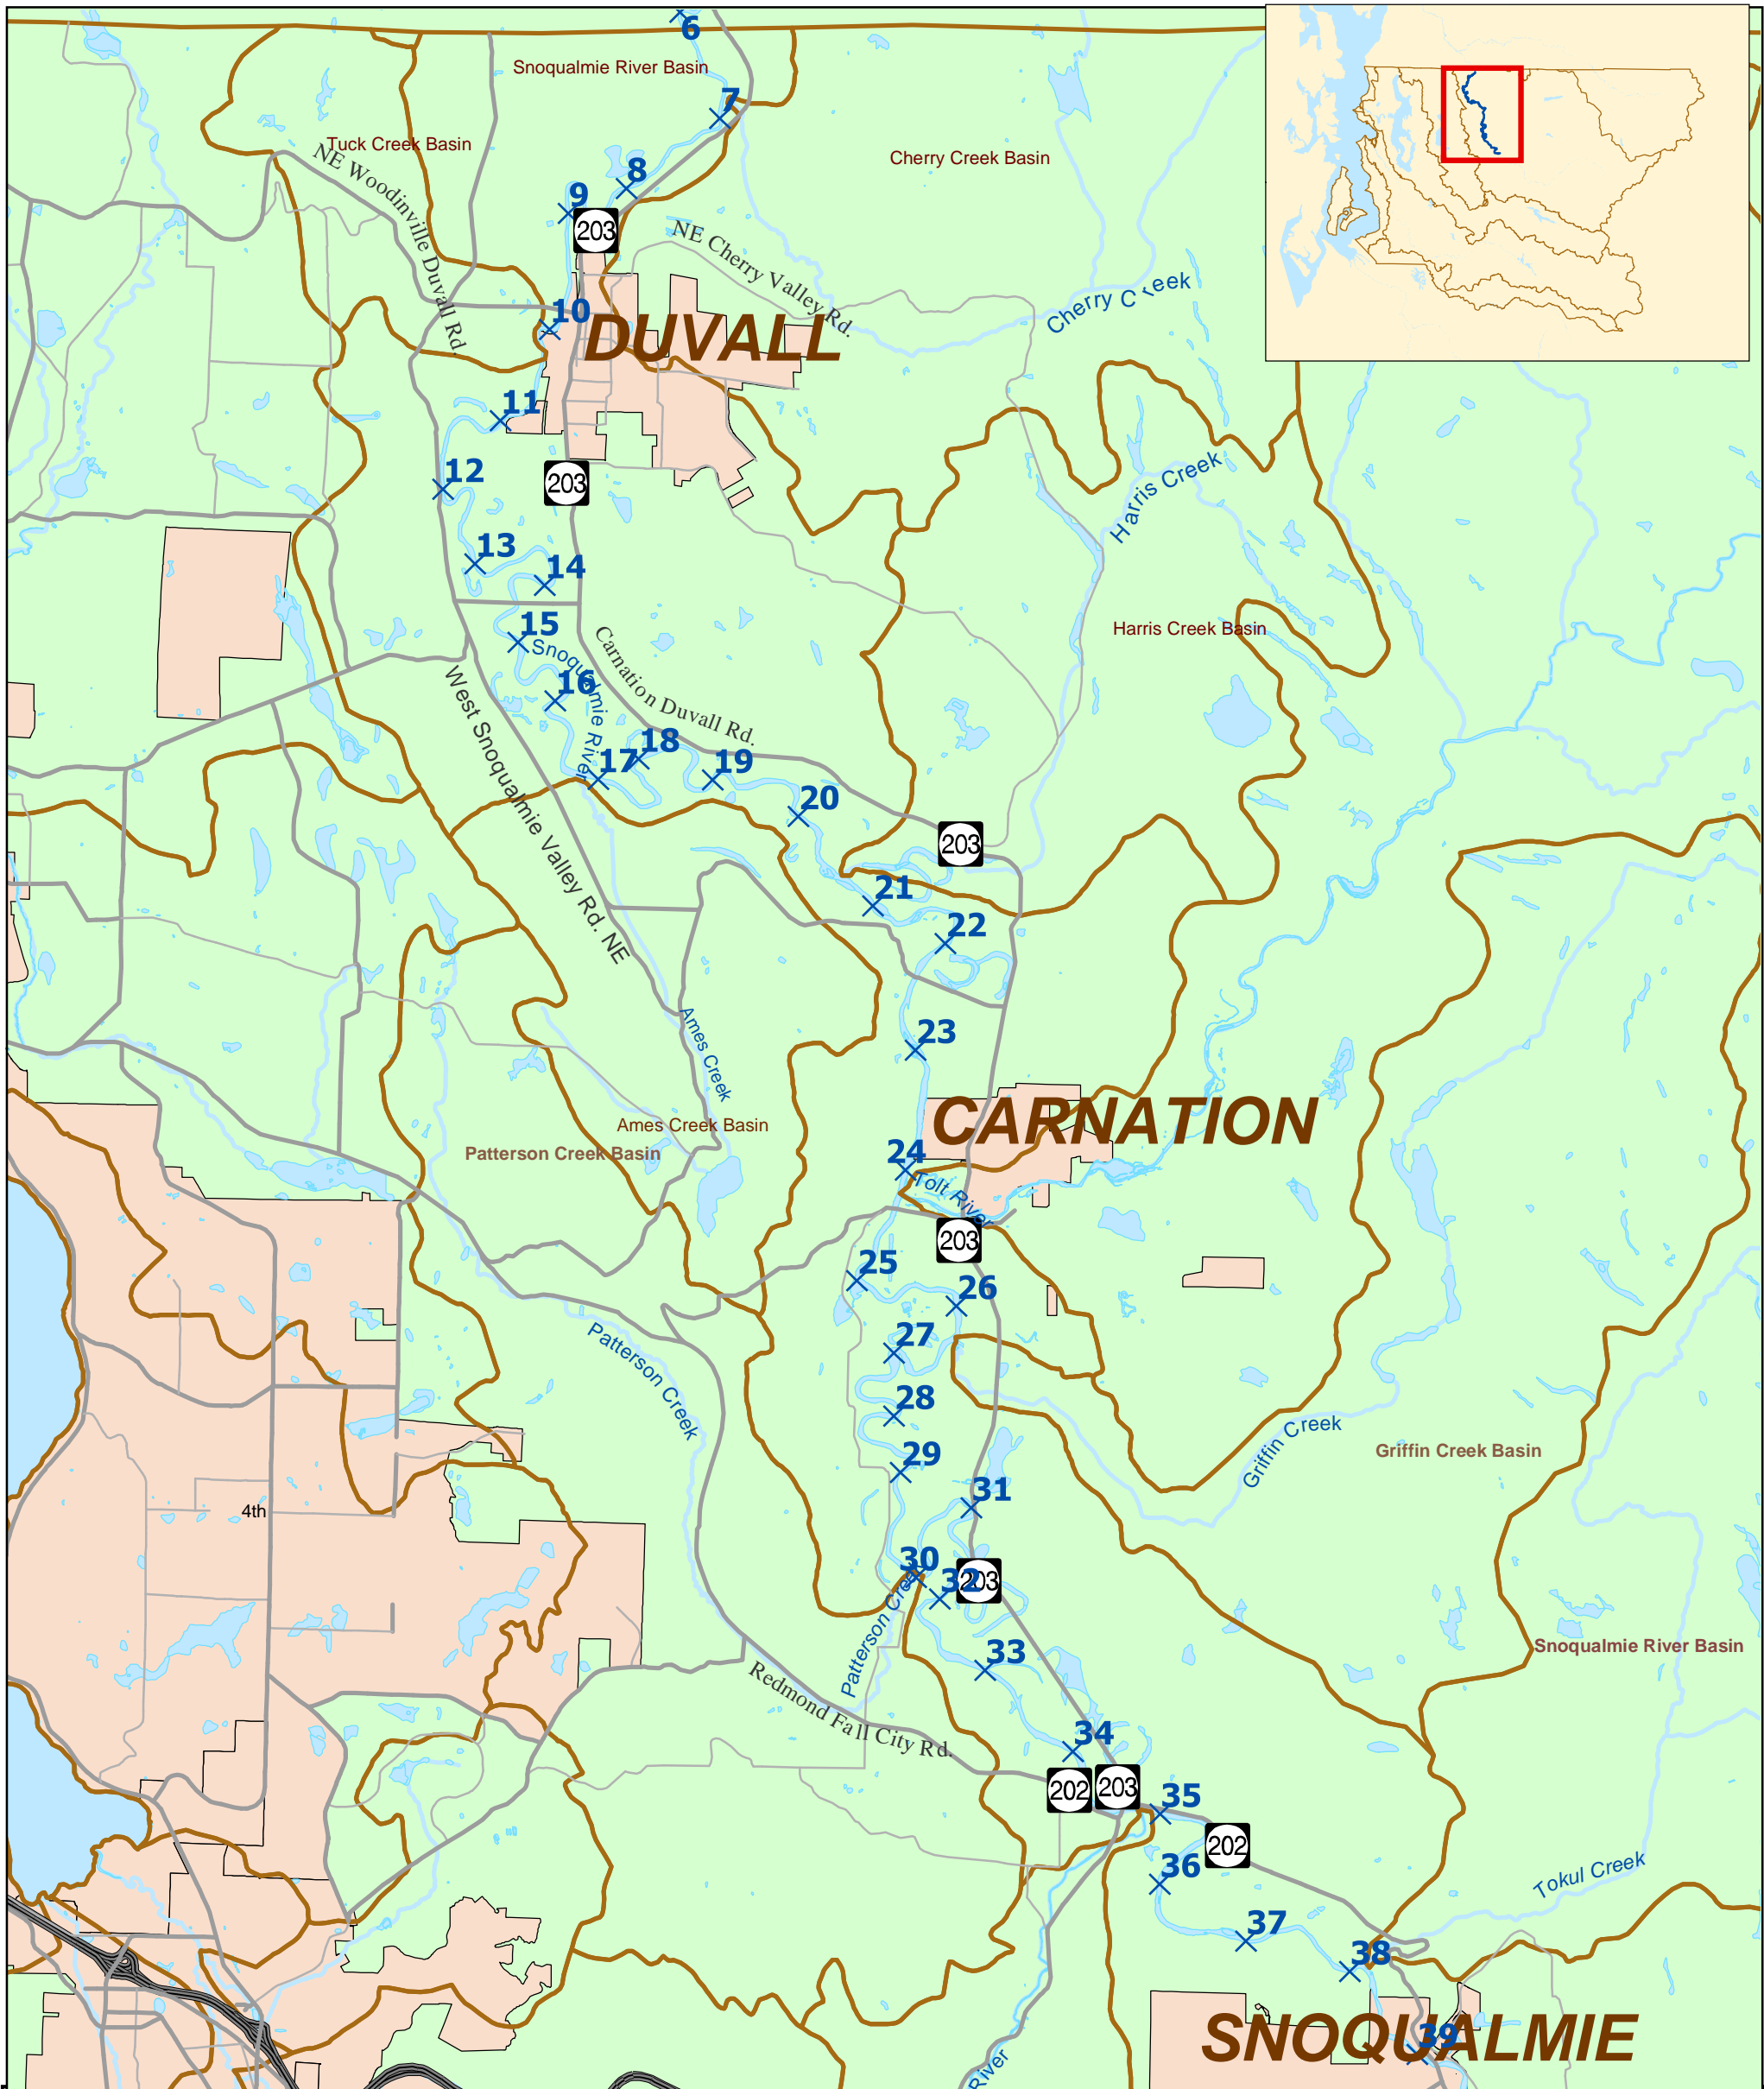 6
Snoqualmie River Basin
7
Tuck Creek Basin
NE Woodinville Duvall Rd.
Cherry Creek Basin
8
9
203
NE Cherry Valley Rd.
Cherry Creek
10
DUVALL
11
12
203
Harris Creek
13
14
15
Snoqualmie River
Carnation Duvall Rd.
Harris Creek Basin
16
West Snoqualmie Valley Rd. NE
17
18
19
20
203
21
22
23
Ames Creek
CARNATION
Ames Creek Basin
Patterson Creek Basin
24
Tolt River
203
25
26
Patterson Creek
27
28
Griffin Creek
Griffin Creek Basin
29
31
4th
30
32
203
Patterson Creek
Snoqualmie River Basin
33
Redmond Fall City Rd.
34
202
203
35
202
36
Tokul Creek
37
38
SNOQUALMIE
39
River